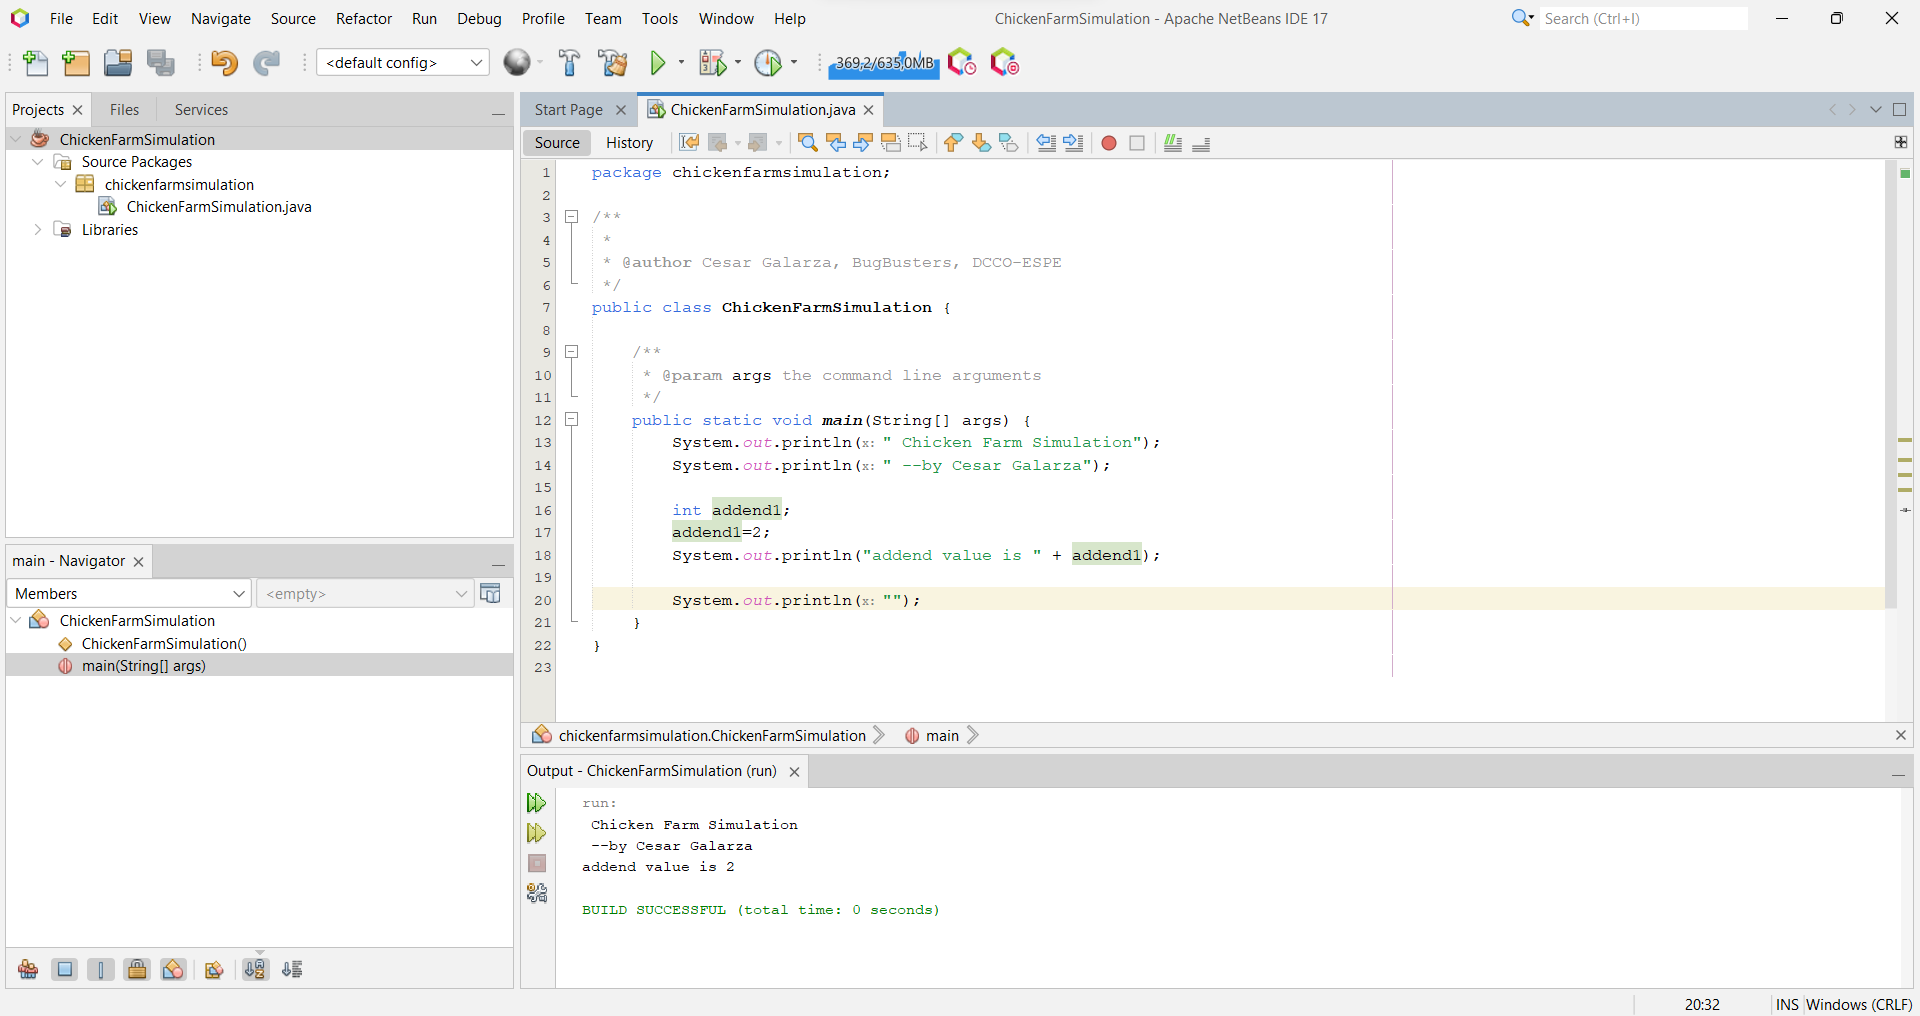 File Edit View Navigate Source Refactor Run Debug Profile Team Tools Window Help
ChickenFarmSimulation - Apache NetBeans IDE 17
Search (Ctrl+I)
<default config>
369,2/635,0MB
Projects Files Services
ChickenFarmSimulation
Source Packages
chickenfarmsimulation
ChickenFarmSimulation.java
Libraries
main - Navigator
Members
<empty>
ChickenFarmSimulation
ChickenFarmSimulation()
main(String[] args)
Start Page ChickenFarmSimulation.java
Source History
1 package chickenfarmsimulation;
2
3 /**
4 *
5 * @author Cesar Galarza, BugBusters, DCCO-ESPE
6 */
7 public class ChickenFarmSimulation {
8
9 /**
10 * @param args the command line arguments
11 */
12 public static void main(String[] args) {
13 System.out.println(x: " Chicken Farm Simulation");
14 System.out.println(x: " --by Cesar Galarza");
15
16 int addend1;
17 addend1=2;
18 System.out.println("addend value is " + addend1);
19
20 System.out.println(x: "");
21 }
22 }
23
chickenfarmsimulation.ChickenFarmSimulation main
Output - ChickenFarmSimulation (run)
run:
Chicken Farm Simulation
--by Cesar Galarza
addend value is 2
BUILD SUCCESSFUL (total time: 0 seconds)
20:32 INS Windows (CRLF)